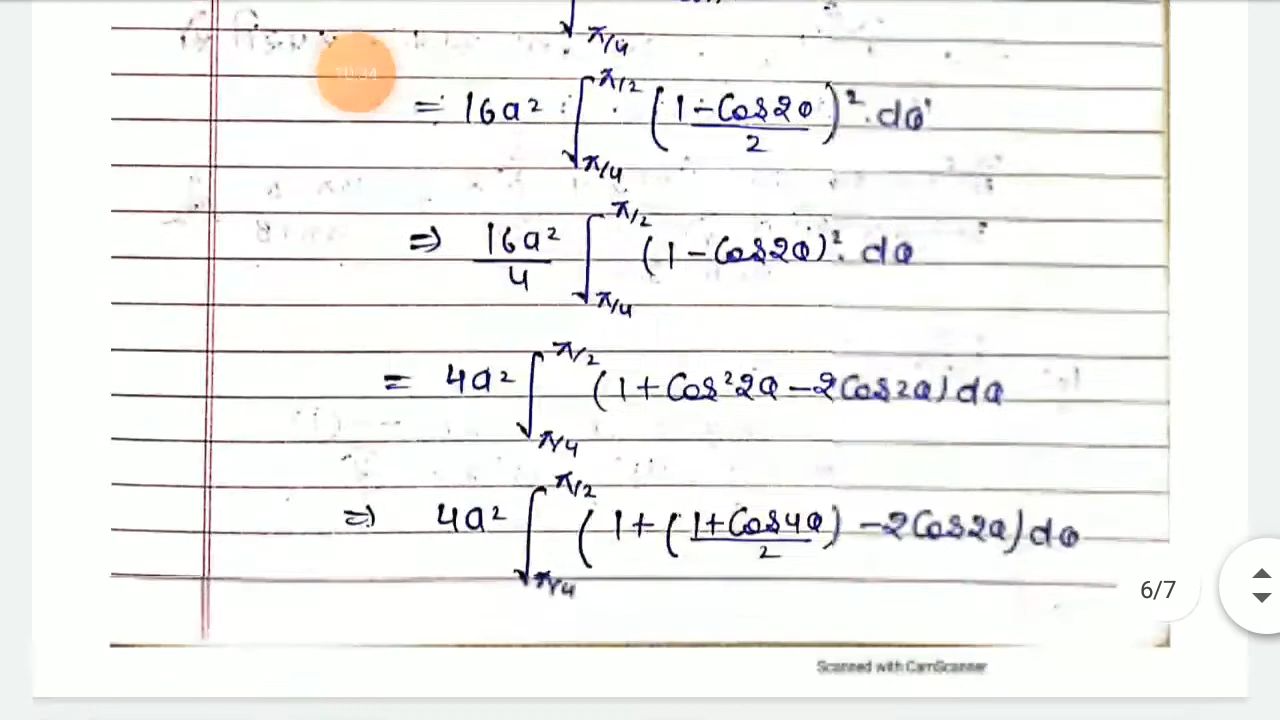 π/4
= 16a² ∫_{π/4}^{π/2} (1-Cos2θ/2)². dθ
⇒ 16a²/4 ∫_{π/4}^{π/2} (1-Cos2θ)². dθ
= 4a² ∫_{π/4}^{π/2} (1+Cos²2θ-2Cos2θ) dθ
⇒ 4a² ∫_{π/4}^{π/2} (1+(1+Cos4θ/2)-2Cos2θ) dθ
6/7
Scanned with CamScanner